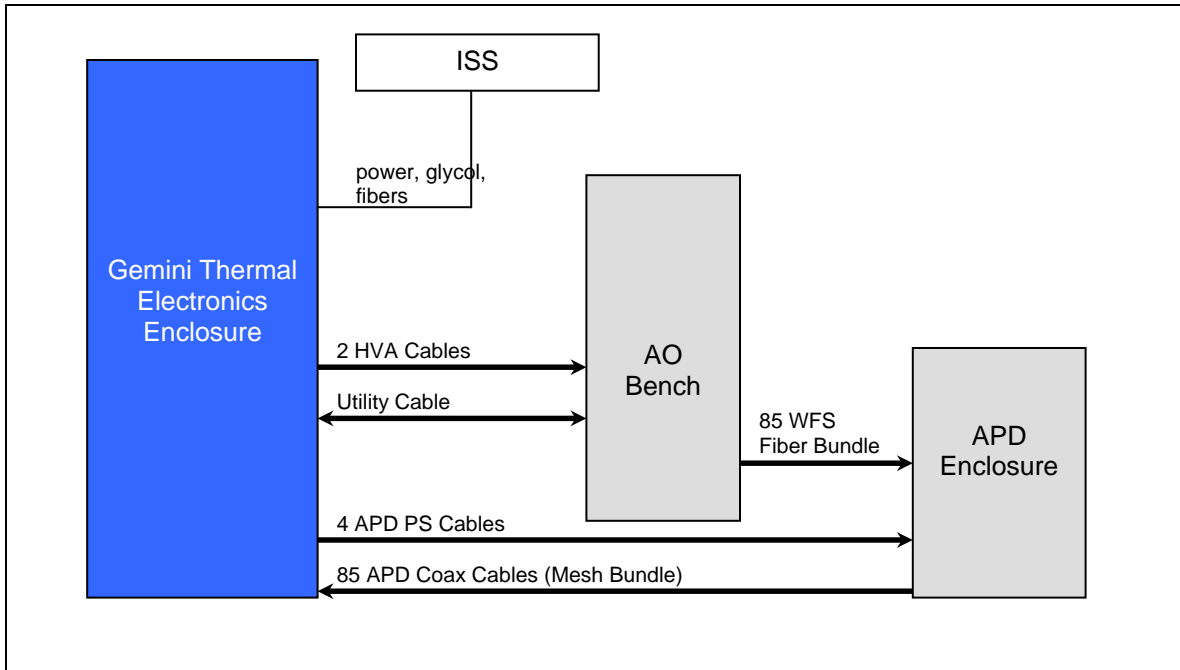 ISS
power, glycol,
fibers
Gemini Thermal
Electronics
Enclosure
2 HVA Cables
AO
Bench
Utility Cable
85 WFS
Fiber Bundle
APD
Enclosure
4 APD PS Cables
85 APD Coax Cables (Mesh Bundle)